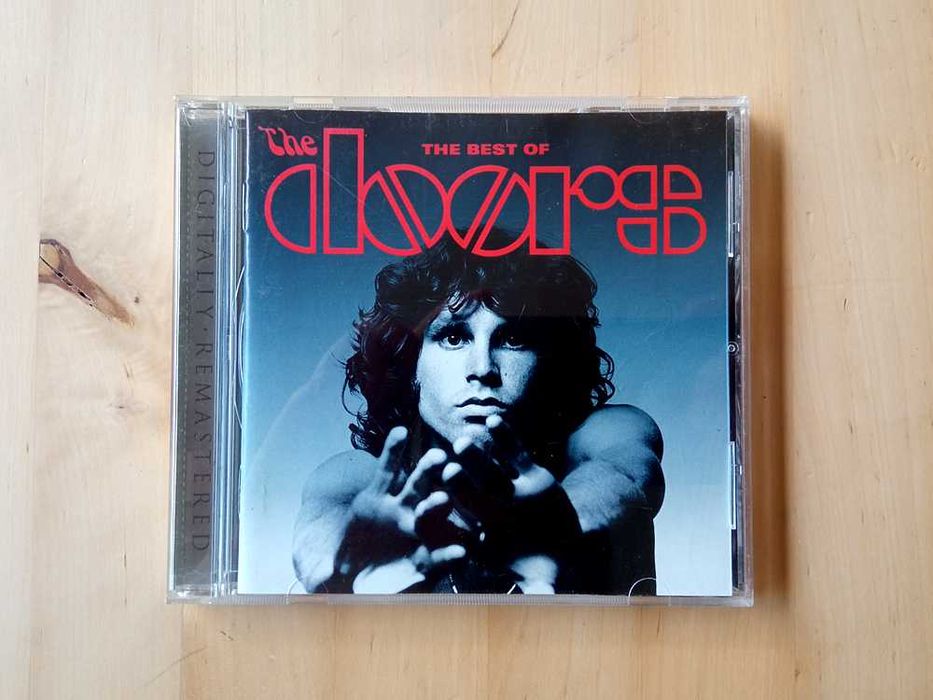 The
THE BEST OF
doors
DIGITALLY·REMASTERED